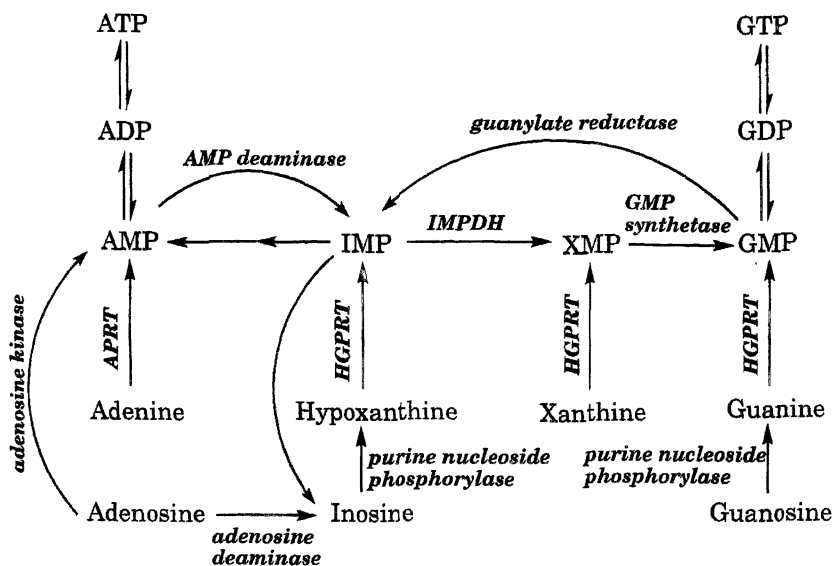 ATP
GTP
ADP
guanylate reductase
GDP
AMP deaminase
GMP
synthetase
IMPDH
AMP
IMP
XMP
GMP
adenosine kinase
APRT
HGPRT
HGPRT
HGPRT
Adenine
Hypoxanthine
Xanthine
Guanine
purine nucleoside
phosphorylase
purine nucleoside
phosphorylase
Adenosine
Inosine
Guanosine
adenosine
deaminase